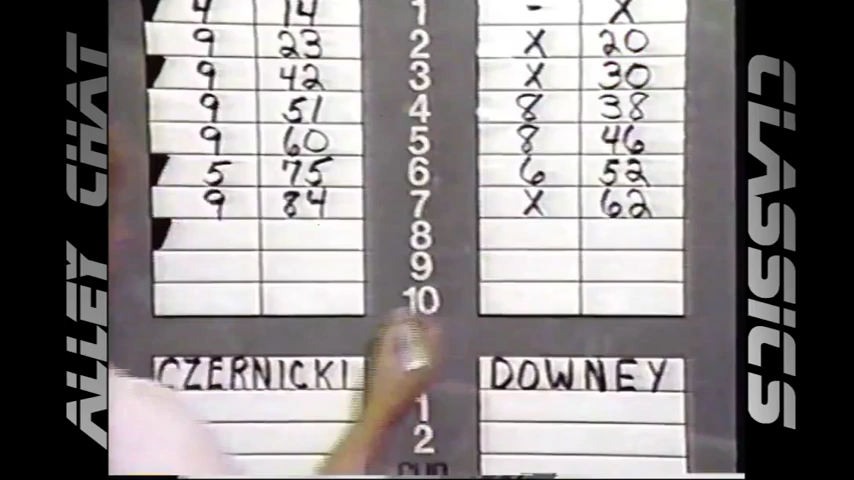 ALLEY CHAT
4 14 1 - X
9 23 2 X 20
9 42 3 X 30
9 51 4 8 38
9 60 5 8 46
5 75 6 6 52
9 84 7 X 62
8
9
10
CZERNICKI DOWNEY
1
2
CLASSICS